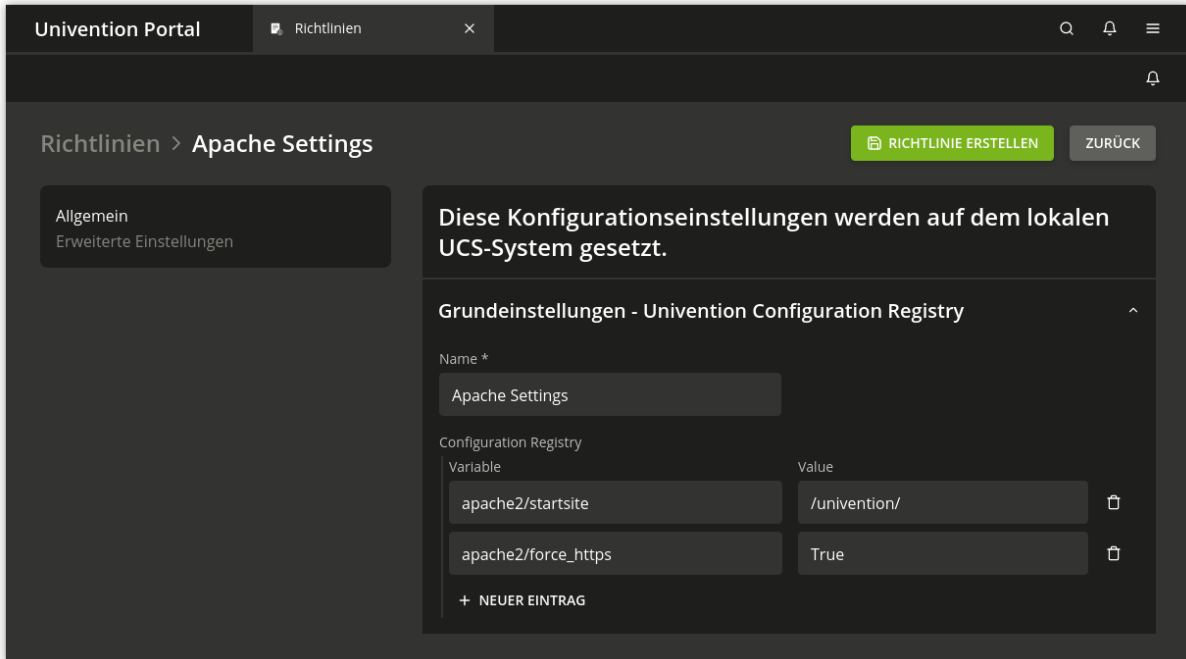 Univention Portal
Richtlinien
Richtlinien > Apache Settings
RICHTLINIE ERSTELLEN
ZURÜCK
Allgemein
Erweiterte Einstellungen
Diese Konfigurationseinstellungen werden auf dem lokalen
UCS-System gesetzt.
Grundeinstellungen - Univention Configuration Registry
Name *
Apache Settings
Configuration Registry
Variable Value
apache2/startsite /univention/
apache2/force_https True
+ NEUER EINTRAG